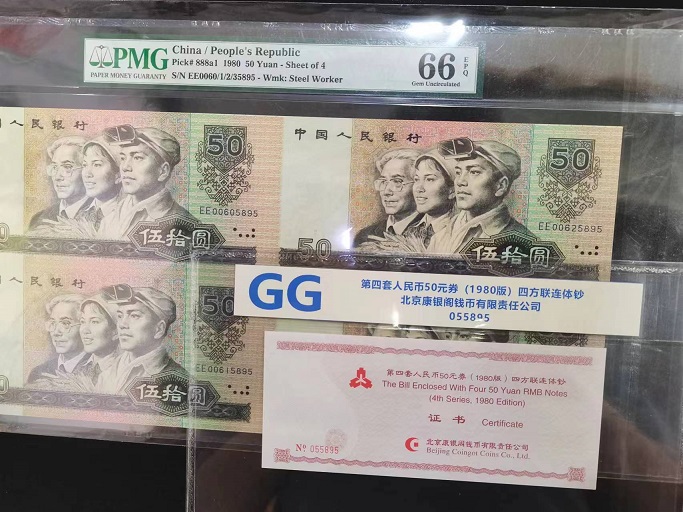 PMG
PAPER MONEY GUARANTY
China / People's Republic
Pick# 888a1 1980 50 Yuan - Sheet of 4
S/N EE0060/1/2/35895 - Wmk: Steel Worker
66 EPQ
Gem Uncirculated
人民银行
50
EE00605895
伍拾圆
中国人民银行
50
EE00625895
50
伍拾圆
人民银行
50
EE00615895
伍拾圆
GG
第四套人民币50元券（1980版）四方联连体钞
北京康银阁钱币有限责任公司
055895
第四套人民币50元券（1980版）四方联连体钞
The Bill Enclosed With Four 50 Yuan RMB Notes
(4th Series, 1980 Edition)
证书 Certificate
№ 055895
北京康银阁钱币有限责任公司
Beijing Coinget Coins Co., Ltd.